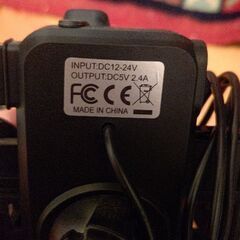 INPUT:DC12-24V
OUTPUT:DC5V 2.4A
FC CE
MADE IN CHINA